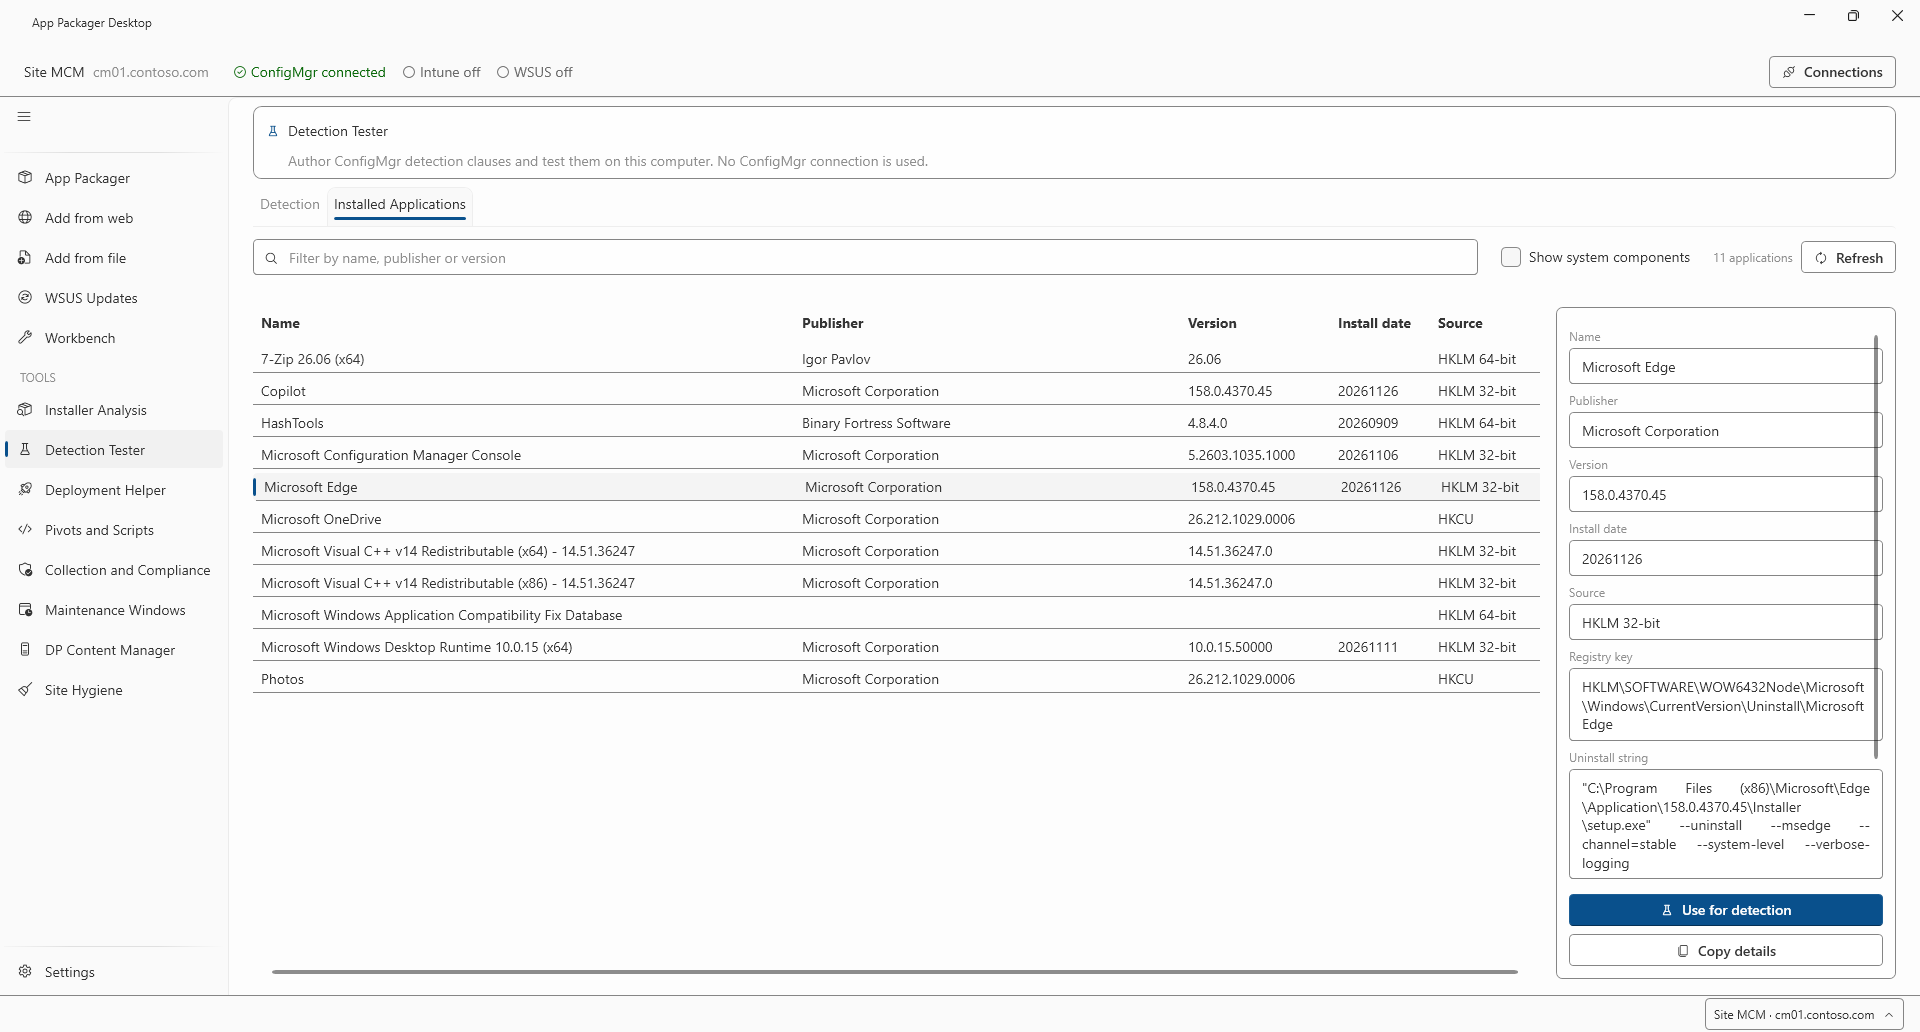 App Packager Desktop
Site MCM cm01.contoso.com ConfigMgr connected Intune off WSUS off Connections
Detection Tester
Author ConfigMgr detection clauses and test them on this computer. No ConfigMgr connection is used.
App Packager
Add from web
Add from file
WSUS Updates
Workbench
TOOLS
Installer Analysis
Detection Tester
Deployment Helper
Pivots and Scripts
Collection and Compliance
Maintenance Windows
DP Content Manager
Site Hygiene
Settings
Detection Installed Applications
Filter by name, publisher or version Show system components 11 applications Refresh
Name Publisher Version Install date Source
7-Zip 26.06 (x64) Igor Pavlov 26.06 HKLM 64-bit
Copilot Microsoft Corporation 158.0.4370.45 20261126 HKLM 32-bit
HashTools Binary Fortress Software 4.8.4.0 20260909 HKLM 64-bit
Microsoft Configuration Manager Console Microsoft Corporation 5.2603.1035.1000 20261106 HKLM 32-bit
Microsoft Edge Microsoft Corporation 158.0.4370.45 20261126 HKLM 32-bit
Microsoft OneDrive Microsoft Corporation 26.212.1029.0006 HKCU
Microsoft Visual C++ v14 Redistributable (x64) - 14.51.36247 Microsoft Corporation 14.51.36247.0 HKLM 32-bit
Microsoft Visual C++ v14 Redistributable (x86) - 14.51.36247 Microsoft Corporation 14.51.36247.0 HKLM 32-bit
Microsoft Windows Application Compatibility Fix Database HKLM 64-bit
Microsoft Windows Desktop Runtime 10.0.15 (x64) Microsoft Corporation 10.0.15.50000 20261111 HKLM 32-bit
Photos Microsoft Corporation 26.212.1029.0006 HKCU
Name
Microsoft Edge
Publisher
Microsoft Corporation
Version
158.0.4370.45
Install date
20261126
Source
HKLM 32-bit
Registry key
HKLM\SOFTWARE\WOW6432Node\Microsoft
\Windows\CurrentVersion\Uninstall\Microsoft
Edge
Uninstall string
"C:\Program Files (x86)\Microsoft\Edge
\Application\158.0.4370.45\Installer
\setup.exe" --uninstall --msedge --
channel=stable --system-level --verbose-
logging
Use for detection
Copy details
Site MCM · cm01.contoso.com